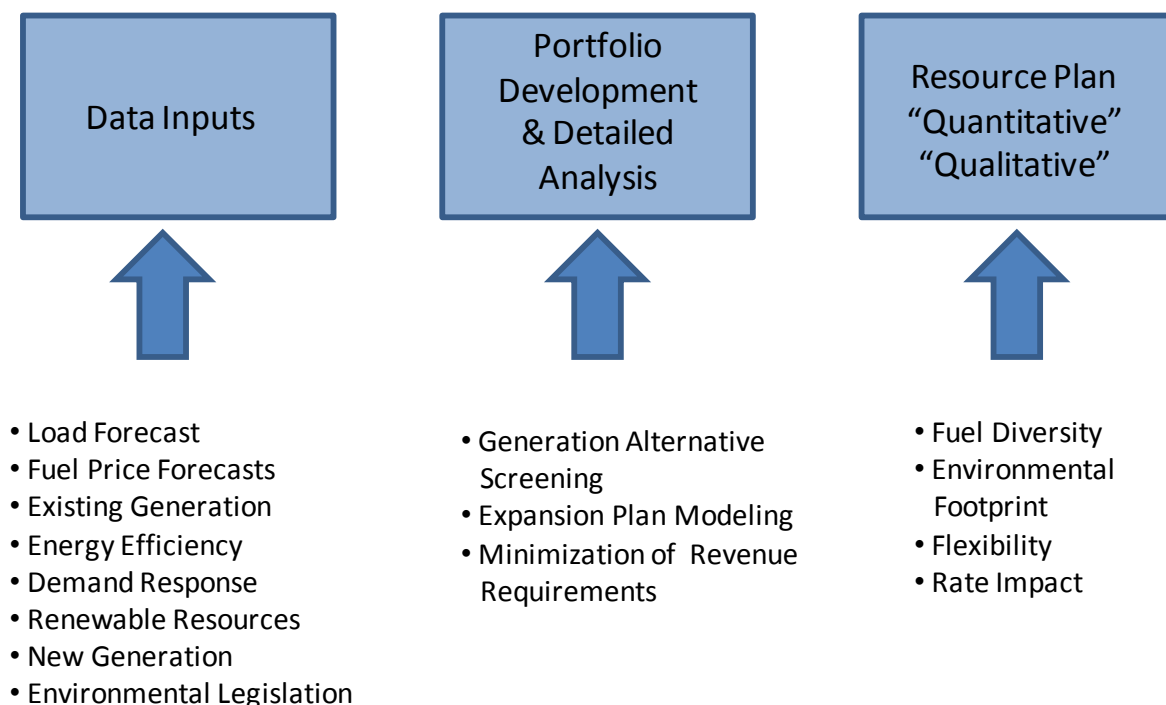 Data Inputs
Portfolio
Development
& Detailed
Analysis
Resource Plan
“Quantitative”
“Qualitative”
• Load Forecast
• Fuel Price Forecasts
• Existing Generation
• Energy Efficiency
• Demand Response
• Renewable Resources
• New Generation
• Environmental Legislation
• Generation Alternative
Screening
• Expansion Plan Modeling
• Minimization of Revenue
Requirements
• Fuel Diversity
• Environmental
Footprint
• Flexibility
• Rate Impact